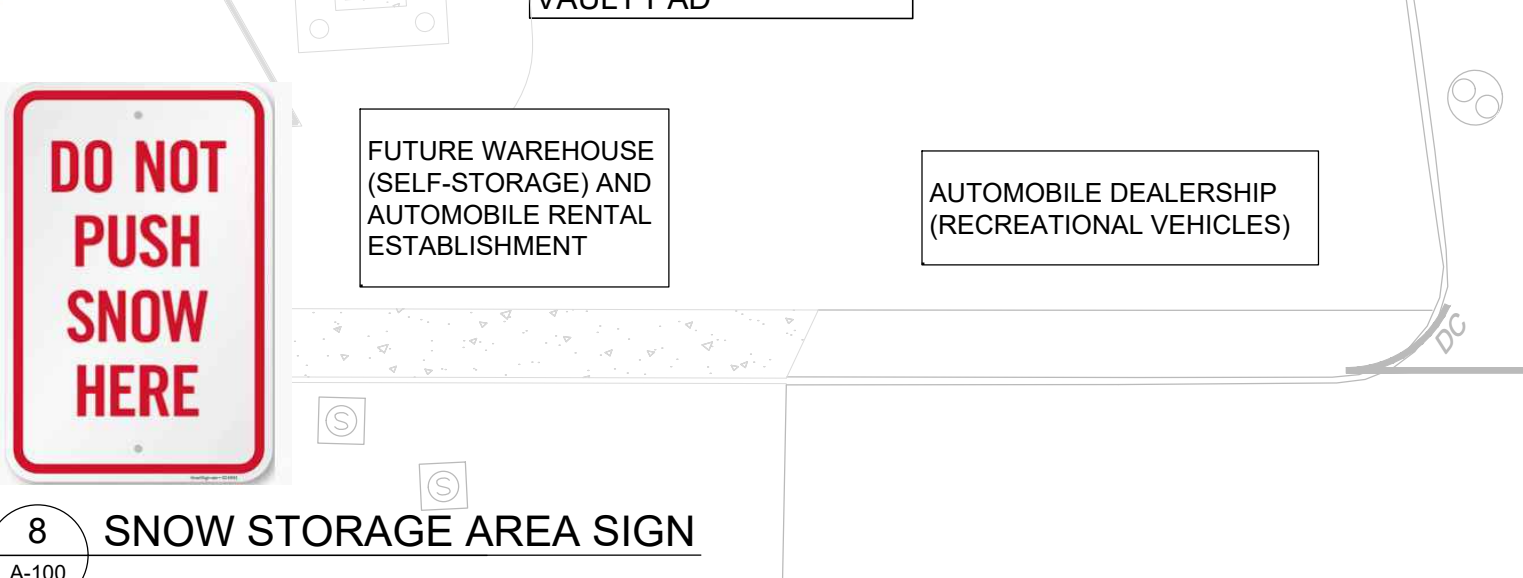 VAULT PAD
DO NOT
PUSH
SNOW
HERE
FUTURE WAREHOUSE
(SELF-STORAGE) AND
AUTOMOBILE RENTAL
ESTABLISHMENT
AUTOMOBILE DEALERSHIP
(RECREATIONAL VEHICLES)
DC
S
S
8 SNOW STORAGE AREA SIGN
A-100